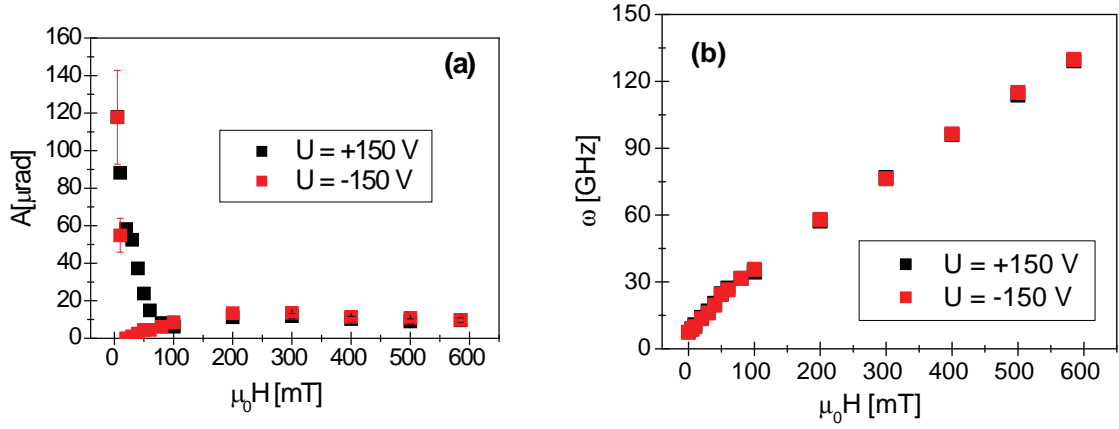 (a)
A[μrad]
160
140
120
100
80
60
40
20
0
U = +150 V
U = -150 V
0 100 200 300 400 500 600
μ₀H [mT]
(b)
ω [GHz]
150
120
90
60
30
0
U = +150 V
U = -150 V
0 100 200 300 400 500 600
μ₀H [mT]